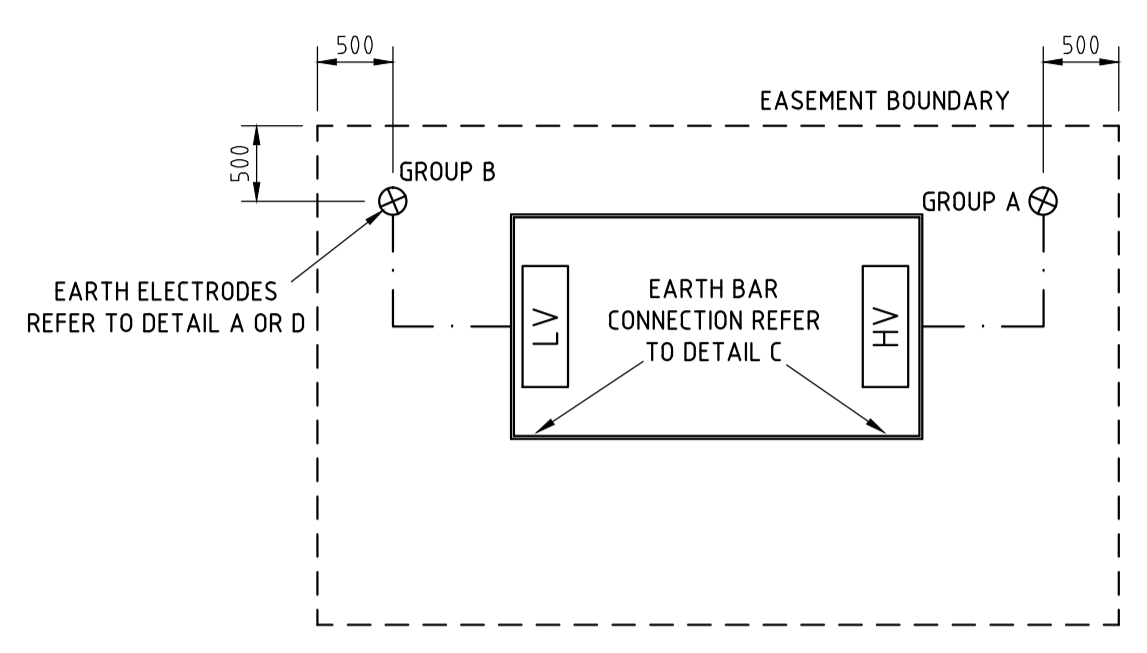 500
500
EASEMENT BOUNDARY
500
GROUP B
GROUP A
EARTH ELECTRODES
REFER TO DETAIL A OR D
LV
EARTH BAR
CONNECTION REFER
TO DETAIL C
HV